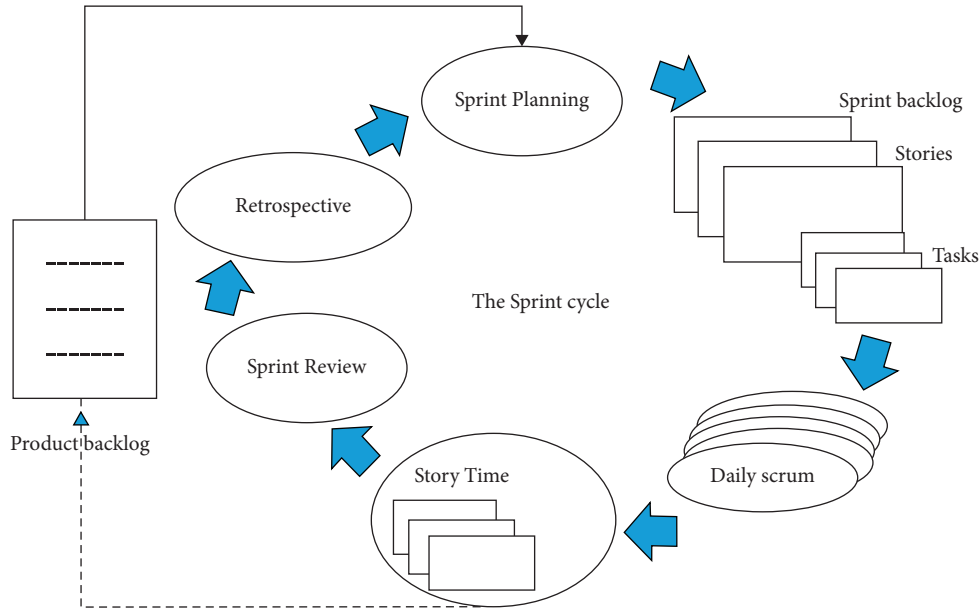 Sprint Planning
Sprint backlog
Stories
Retrospective
Tasks
The Sprint cycle
Sprint Review
Product backlog
Story Time
Daily scrum